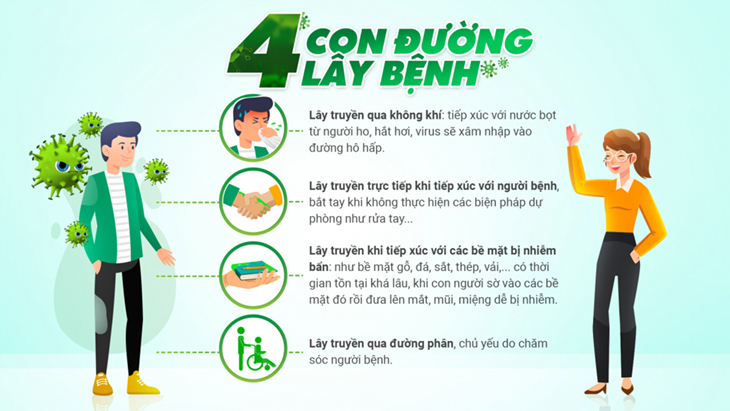 4 CON ĐƯỜNG
LÂY BỆNH
Lây truyền qua không khí: tiếp xúc với nước bọt
từ người ho, hắt hơi, virus sẽ xâm nhập vào
đường hô hấp.
Lây truyền trực tiếp khi tiếp xúc với người bệnh,
bắt tay khi không thực hiện các biện pháp dự
phòng như rửa tay...
Lây truyền khi tiếp xúc với các bề mặt bị nhiễm
bẩn: như bề mặt gỗ, đá, sắt, thép, vải,... có thời
gian tồn tại khá lâu, khi con người sờ vào các bề
mặt đó rồi đưa lên mắt, mũi, miệng dễ bị nhiễm.
Lây truyền qua đường phân, chủ yếu do chăm
sóc người bệnh.